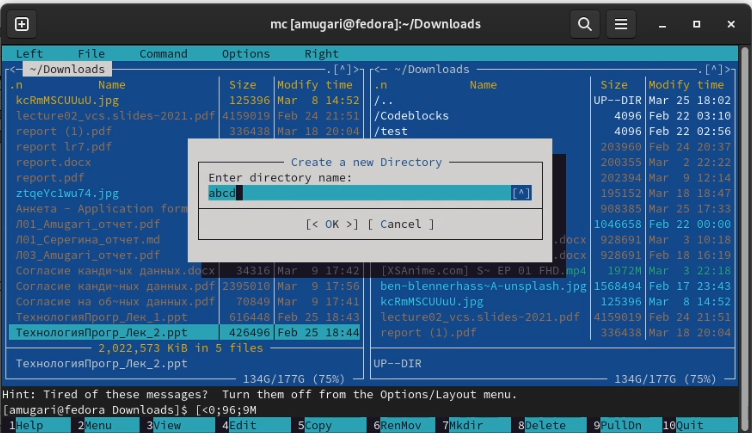 mc [amugari@fedora]:~/Downloads
Left File Command Options Right
<— ~/Downloads .[^]>
.n Name Size Modify time
kcRmMSCUUuU.jpg 125396 Mar 8 14:52
lecture02_vcs.slides-2021.pdf 4159019 Feb 24 21:51
report (1).pdf 336438 Mar 18 20:04
report lr7.pdf
report.docx
report.pdf
ztqeYc1wu74.jpg
Анкета - Application form
Л01_Amugari_отчет.pdf
Л01_Серегина_отчет.md
Л03_Amugari_отчет.pdf
Согласие канди~ых данных.docx 34316 Mar 9 17:42
Согласие канди~ых данных.pdf 2395010 Mar 9 17:56
Согласие на об~ных данных.pdf 70849 Mar 9 17:41
ТехнологияПрогр_Лек_1.ppt 616448 Feb 25 18:43
ТехнологияПрогр_Лек_2.ppt 426496 Feb 25 18:44
2,022,573 KiB in 5 files
ТехнологияПрогр_Лек_2.ppt
134G/177G (75%)
<— ~/Downloads .[^]>
.n Name Size Modify time
/.. UP--DIR Mar 25 18:02
/Codeblocks 4096 Feb 22 03:10
/test 4096 Feb 22 02:56
203960 Feb 24 20:37
200355 Mar 2 22:22
202394 Mar 9 12:14
195152 Mar 18 18:47
908385 Mar 25 17:33
1046658 Feb 22 00:00
.docx 928691 Mar 3 10:18
.docx 928691 Feb 18 16:19
[XSAnime.com] S~ EP 01 FHD.mp4 1972M Mar 3 22:18
ben-blennerhass~A-unsplash.jpg 1568494 Feb 17 23:43
kcRmMSCUUuU.jpg 125396 Mar 8 14:52
lecture02_vcs.slides-2021.pdf 4159019 Feb 24 21:51
report (1).pdf 336438 Mar 18 20:04
UP--DIR
134G/177G (75%)
Create a new Directory
Enter directory name:
abcd [^]
[< OK >] [ Cancel ]
Hint: Tired of these messages? Turn them off from the Options/Layout menu.
[amugari@fedora Downloads]$ [<0;96;9M
1Help 2Menu 3View 4Edit 5Copy 6RenMov 7Mkdir 8Delete 9PullDn 10Quit